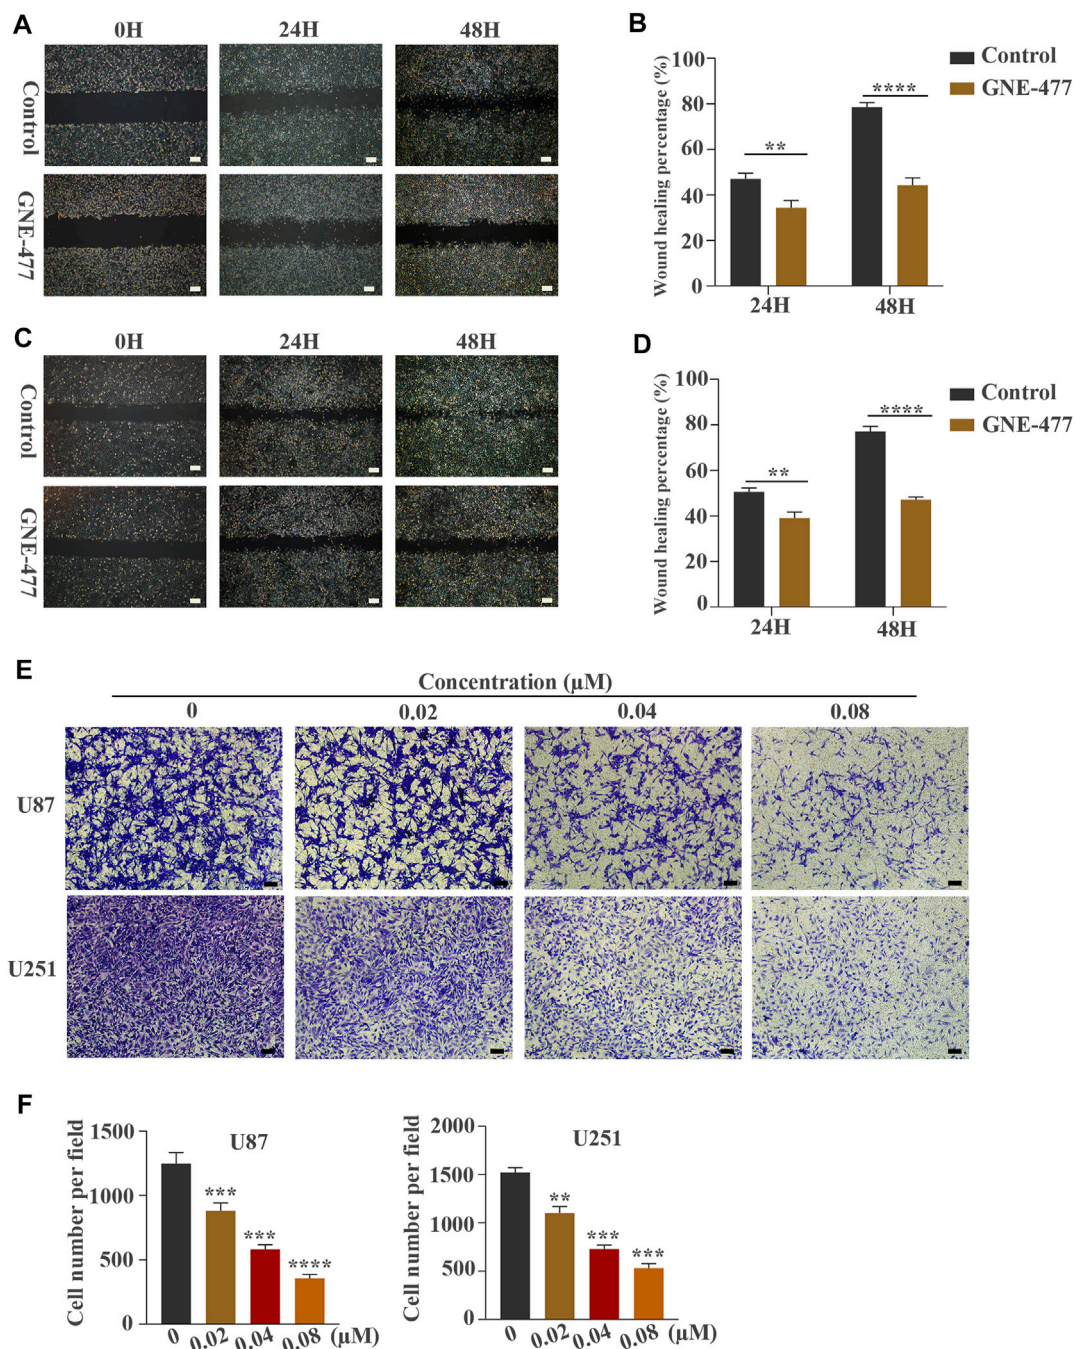 A
0H
24H
48H
Control
GNE-477
B
Wound healing percentage (%)
100
80
60
40
20
0
**
****
24H
48H
Control
GNE-477
C
0H
24H
48H
Control
GNE-477
D
Wound healing percentage (%)
100
80
60
40
20
0
**
****
24H
48H
Control
GNE-477
E
Concentration (μM)
0
0.02
0.04
0.08
U87
U251
F
U87
Cell number per field
1500
1000
500
0
***
***
****
0
0.02
0.04
0.08
(μM)
U251
Cell number per field
2000
1500
1000
500
0
**
***
***
0
0.02
0.04
0.08
(μM)